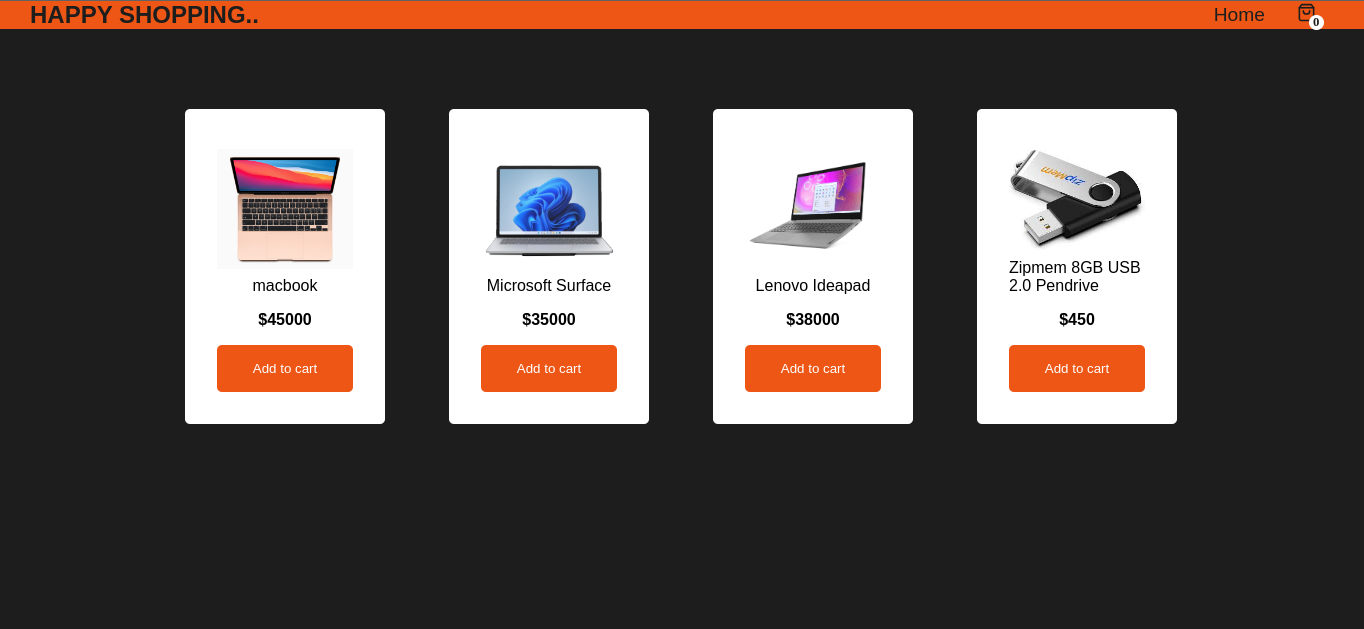 HAPPY SHOPPING..
Home
0
ZipMem
macbook
$45000
Add to cart
Microsoft Surface
$35000
Add to cart
Lenovo Ideapad
$38000
Add to cart
Zipmem 8GB USB
2.0 Pendrive
$450
Add to cart